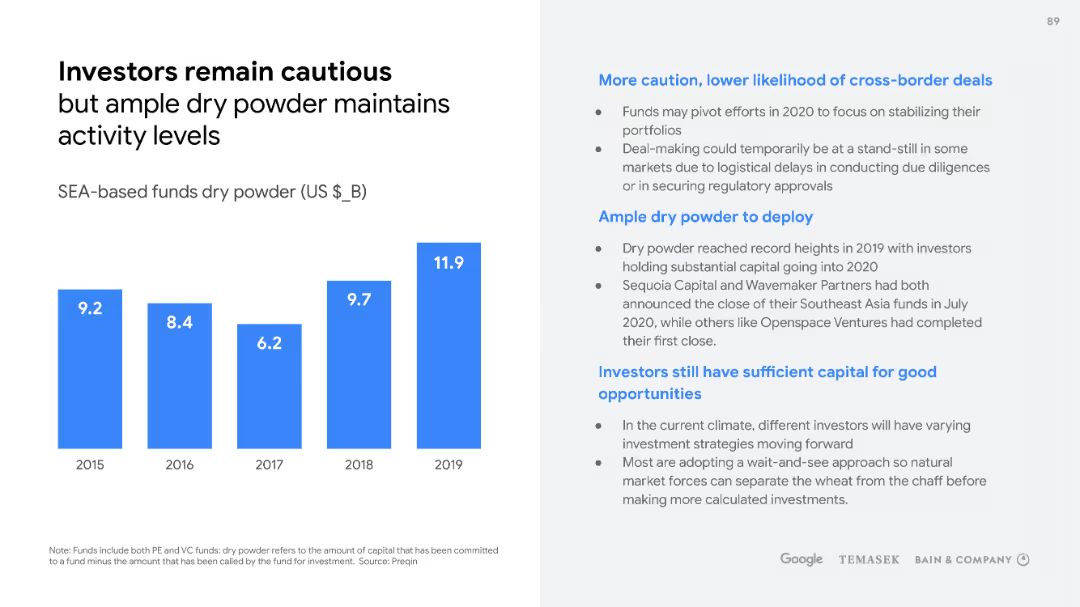 89
Investors remain cautious
but ample dry powder maintains
activity levels
SEA-based funds dry powder (US $_B)
9.2
8.4
6.2
9.7
11.9
2015
2016
2017
2018
2019
Note: Funds include both PE and VC funds; dry powder refers to the amount of capital that has been committed
to a fund minus the amount that has been called by the fund for investment. Source: Preqin
More caution, lower likelihood of cross-border deals
● Funds may pivot efforts in 2020 to focus on stabilizing their
portfolios
● Deal-making could temporarily be at a stand-still in some
markets due to logistical delays in conducting due diligences
or in securing regulatory approvals
Ample dry powder to deploy
● Dry powder reached record heights in 2019 with investors
holding substantial capital going into 2020
● Sequoia Capital and Wavemaker Partners had both
announced the close of their Southeast Asia funds in July
2020, while others like Openspace Ventures had completed
their first close.
Investors still have sufficient capital for good
opportunities
● In the current climate, different investors will have varying
investment strategies moving forward
● Most are adopting a wait-and-see approach so natural
market forces can separate the wheat from the chaff before
making more calculated investments.
Google TEMASEK BAIN & COMPANY